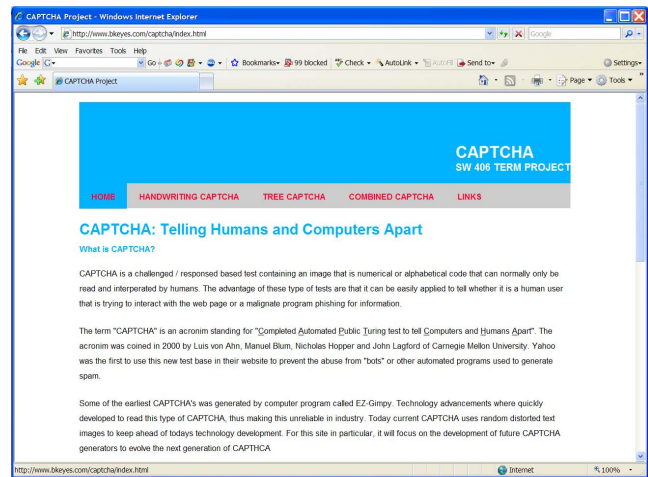 CAPTCHA Project - Windows Internet Explorer
http://www.bkeyes.com/captcha/index.html
Google
File Edit View Favorites Tools Help
Google G Go Bookmarks 99 blocked Check AutoLink AutoFill Send to Settings
CAPTCHA Project
Page Tools
CAPTCHA
SW 406 TERM PROJECT
HOME HANDWRITING CAPTCHA TREE CAPTCHA COMBINED CAPTCHA LINKS
CAPTCHA: Telling Humans and Computers Apart
What is CAPTCHA?
CAPTCHA is a challenged / responsed based test containing an image that is numerical or alphabetical code that can normally only be
read and interperated by humans. The advantage of these type of tests are that it can be easily applied to tell whether it is a human user
that is trying to interact with the web page or a malignate program phishing for information.
The term "CAPTCHA" is an acronim standing for "Completed Automated Public Turing test to tell Computers and Humans Apart". The
acronim was coined in 2000 by Luis von Ahn, Manuel Blum, Nicholas Hopper and John Lagford of Carnegie Mellon University. Yahoo
was the first to use this new test base in their website to prevent the abuse from "bots" or other automated programs used to generate
spam.
Some of the earliest CAPTCHA's was generated by computer program called EZ-Gimpy. Technology advancements where quickly
developed to read this type of CAPTCHA, thus making this unreliable in industry. Today current CAPTCHA uses random distorted text
images to keep ahead of todays technology development. For this site in particular, it will focus on the development of future CAPTCHA
generators to evolve the next generation of CAPTHCA
http://www.bkeyes.com/captcha/index.html Internet 100%